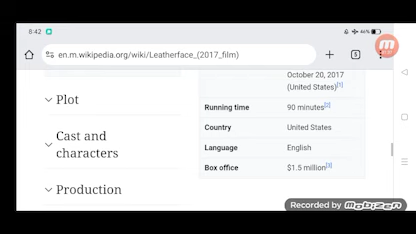 8:42
46%
en.m.wikipedia.org/wiki/Leatherface_(2017_film)
5
October 20, 2017
(United States)[1]
Plot
Running time 90 minutes[2]
Country United States
Cast and
characters
Language English
Box office $1.5 million[3]
Production
Recorded by MOBIZEN